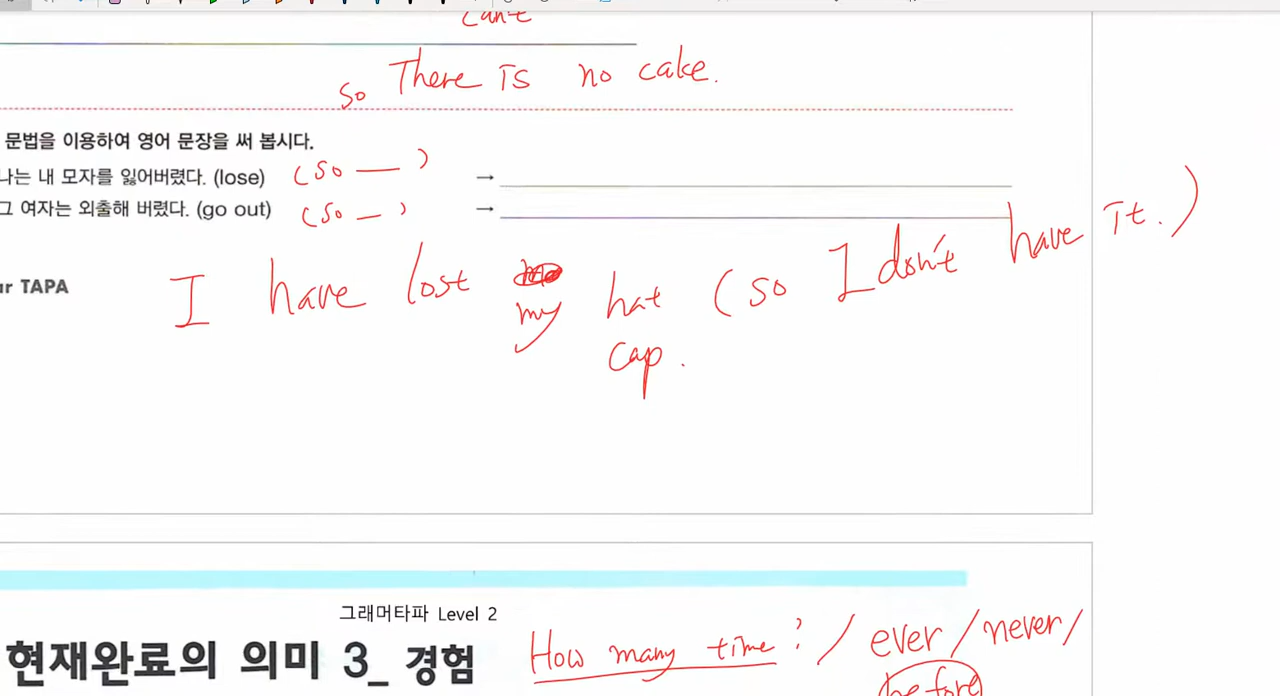 can't
so There is no cake.
문법을 이용하여 영어 문장을 써 봅시다.
나는 내 모자를 잃어버렸다. (lose) (so — ) →
그 여자는 외출해 버렸다. (go out) (so — ) →
I have lost my hat (so I don't have it.)
cap.
ar TAPA
그래머타파 Level 2
현재완료의 의미 3_ 경험 How many time? / ever / never /
before